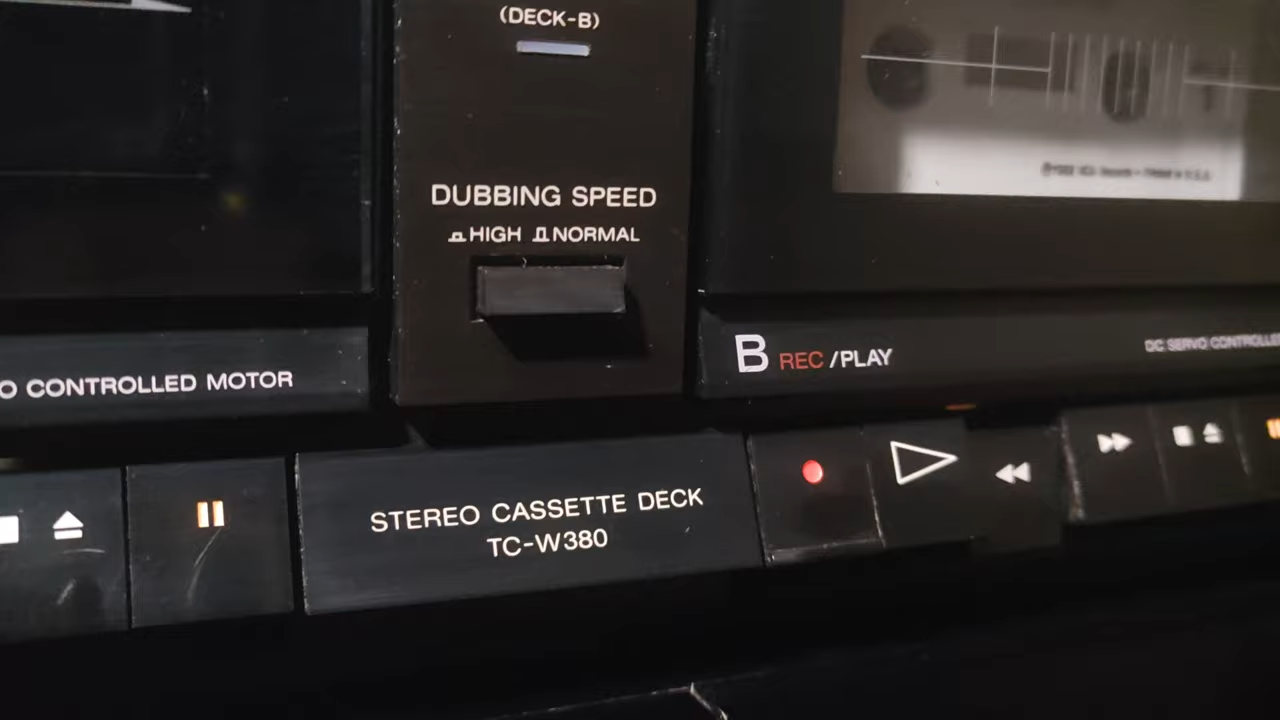 (DECK-B)
DUBBING SPEED
HIGH NORMAL
B REC /PLAY
DC SERVO CONTROLLE
O CONTROLLED MOTOR
STEREO CASSETTE DECK
TC-W380